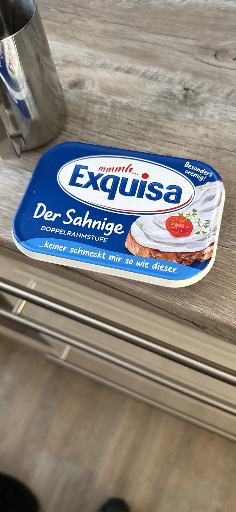 Besonders
cremig!
mmmh...
Exquisa
Der Sahnige
DOPPELRAHMSTUFE
...keiner schmeckt mir so wie dieser.